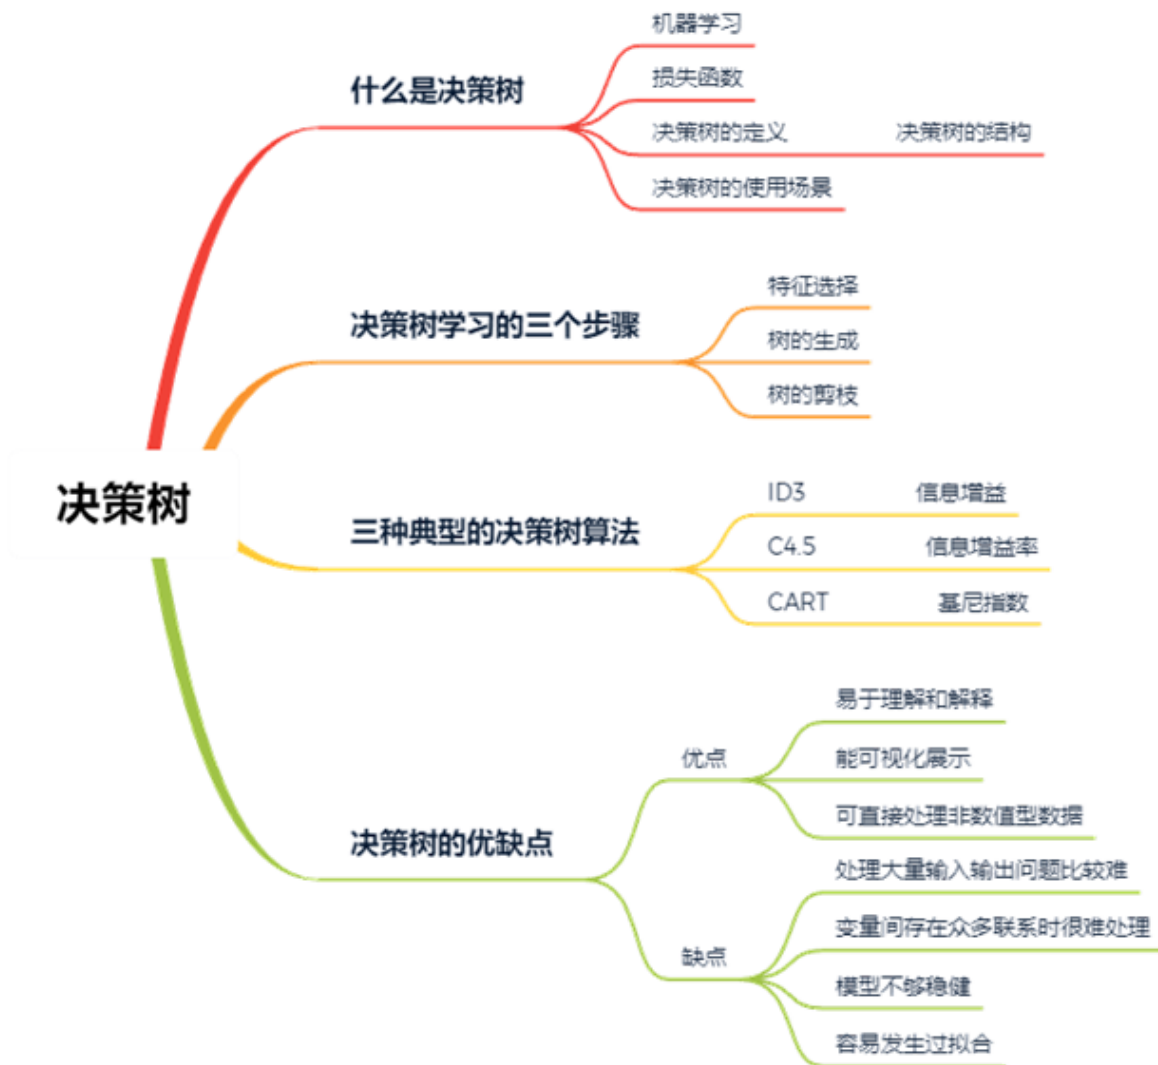 机器学习
什么是决策树
损失函数
决策树的定义 决策树的结构
决策树的使用场景
特征选择
决策树学习的三个步骤
树的生成
树的剪枝
决策树
ID3 信息增益
三种典型的决策树算法
C4.5 信息增益率
CART 基尼指数
易于理解和解释
优点
能可视化展示
可直接处理非数值型数据
决策树的优缺点
处理大量输入输出问题比较难
变量间存在众多联系时很难处理
缺点
模型不够稳健
容易发生过拟合